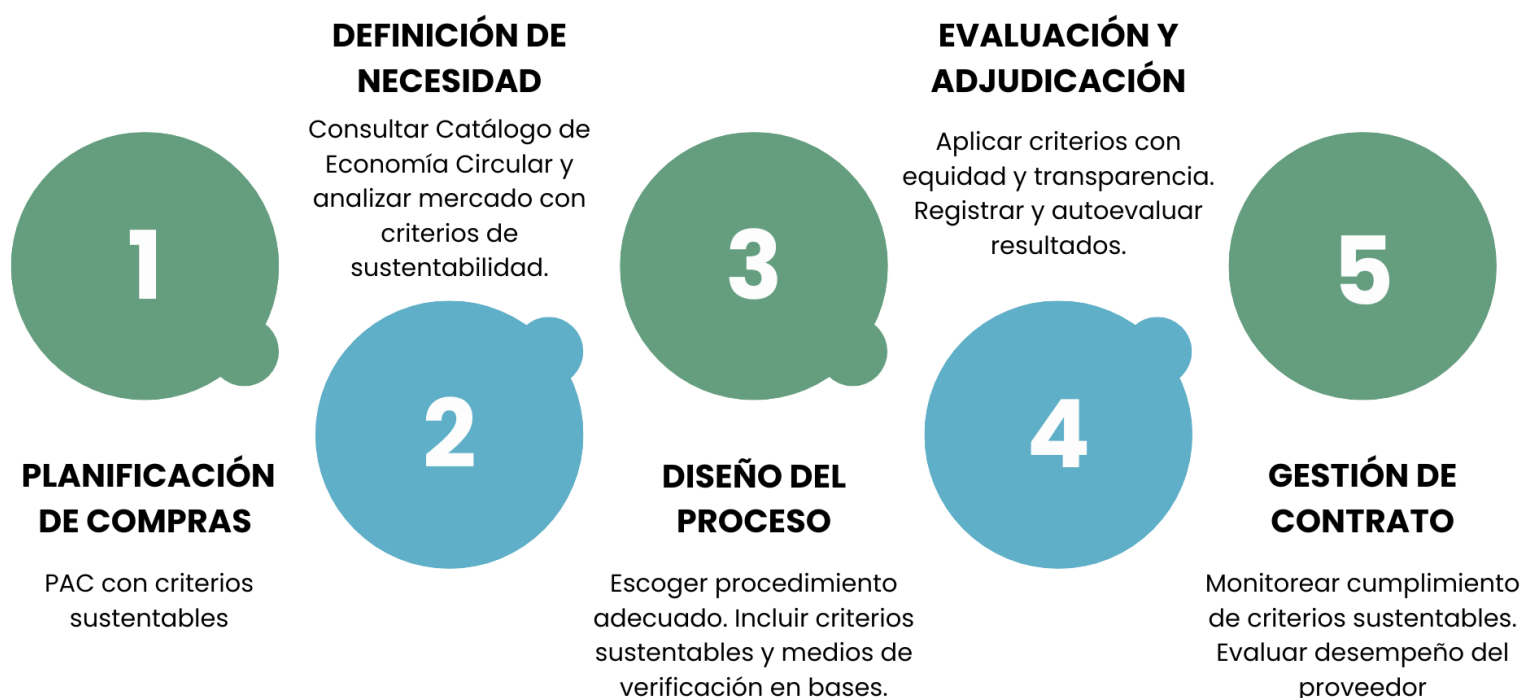 1
PLANIFICACIÓN
DE COMPRAS
PAC con criterios
sustentables
DEFINICIÓN DE
NECESIDAD
Consultar Catálogo de
Economía Circular y
analizar mercado con
criterios de
sustentabilidad.
2
3
DISEÑO DEL
PROCESO
Escoger procedimiento
adecuado. Incluir criterios
sustentables y medios de
verificación en bases.
EVALUACIÓN Y
ADJUDICACIÓN
Aplicar criterios con
equidad y transparencia.
Registrar y autoevaluar
resultados.
4
5
GESTIÓN DE
CONTRATO
Monitorear cumplimiento
de criterios sustentables.
Evaluar desempeño del
proveedor